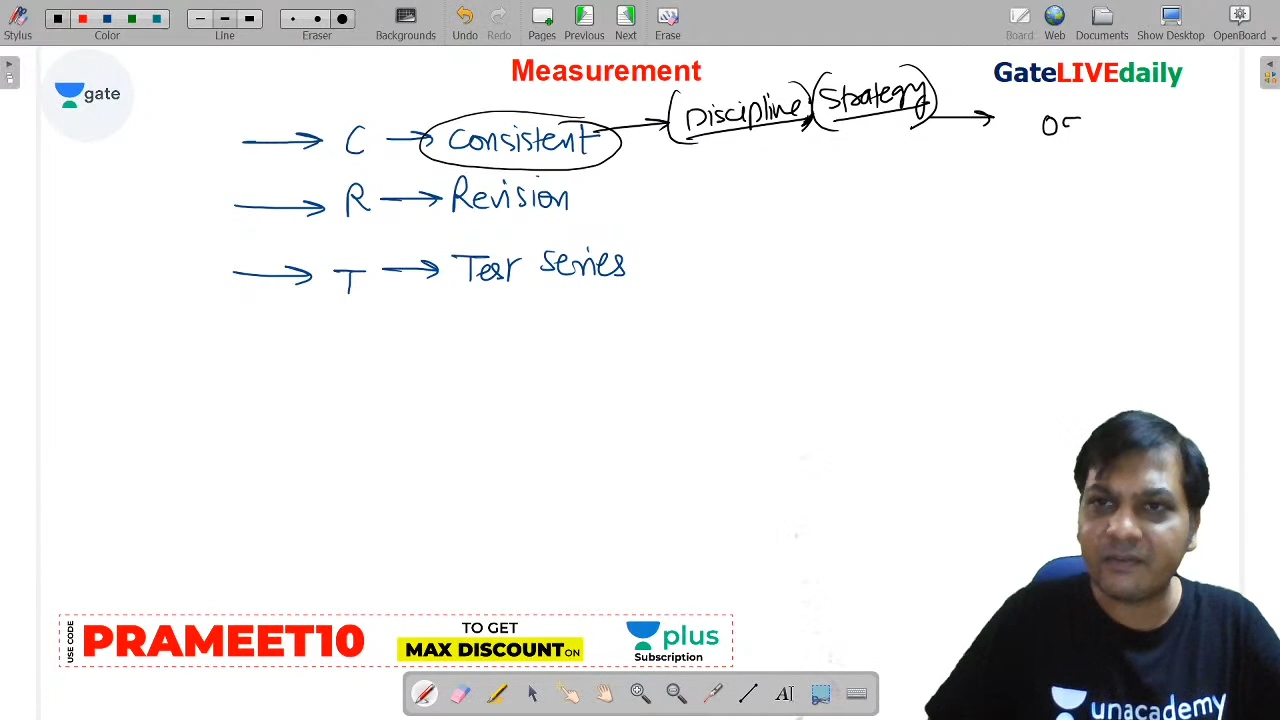 Stylus Color Line Eraser Backgrounds Undo Redo Pages Previous Next Erase Board Web Documents Show Desktop OpenBoard
gate
Measurement
GateLIVEdaily
C → Consistent → (Discipline) (Strategy) →
R → Revision
T → Test series
USE CODE
PRAMEET10
TO GET
MAX DISCOUNT ON
plus
Subscription
unacademy